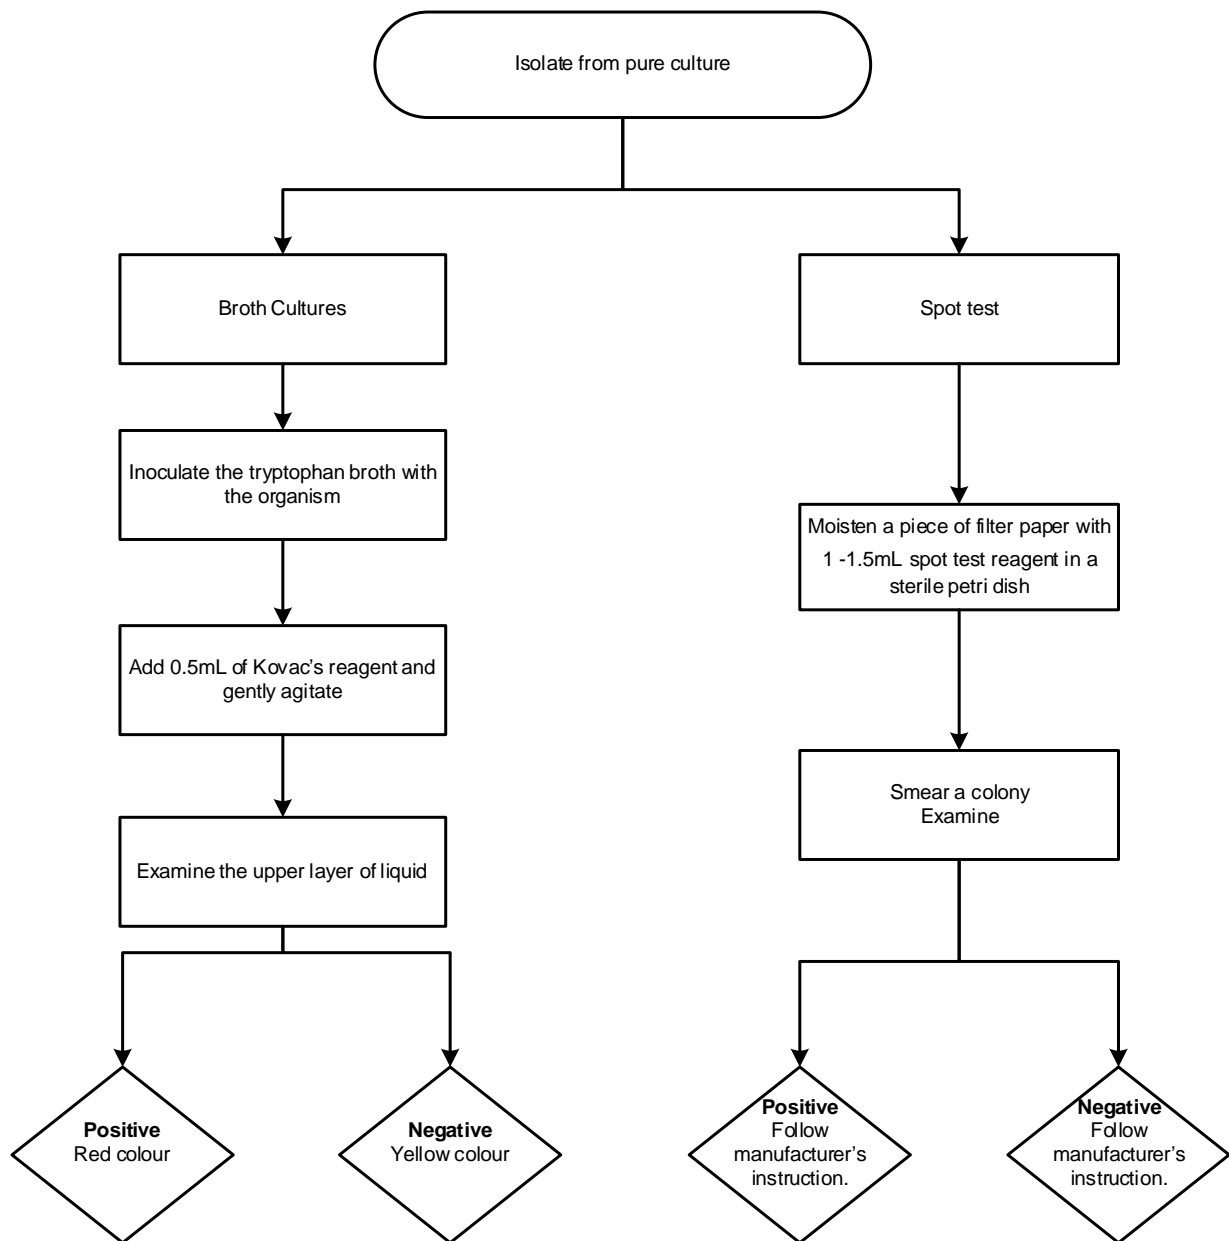 Isolate from pure culture
Broth Cultures
Spot test
Inoculate the tryptophan broth with
the organism
Moisten a piece of filter paper with
1 -1.5mL spot test reagent in a
sterile petri dish
Add 0.5mL of Kovac’s reagent and
gently agitate
Smear a colony
Examine
Examine the upper layer of liquid
Positive
Red colour
Negative
Yellow colour
Positive
Follow
manufacturer’s
instruction.
Negative
Follow
manufacturer’s
instruction.